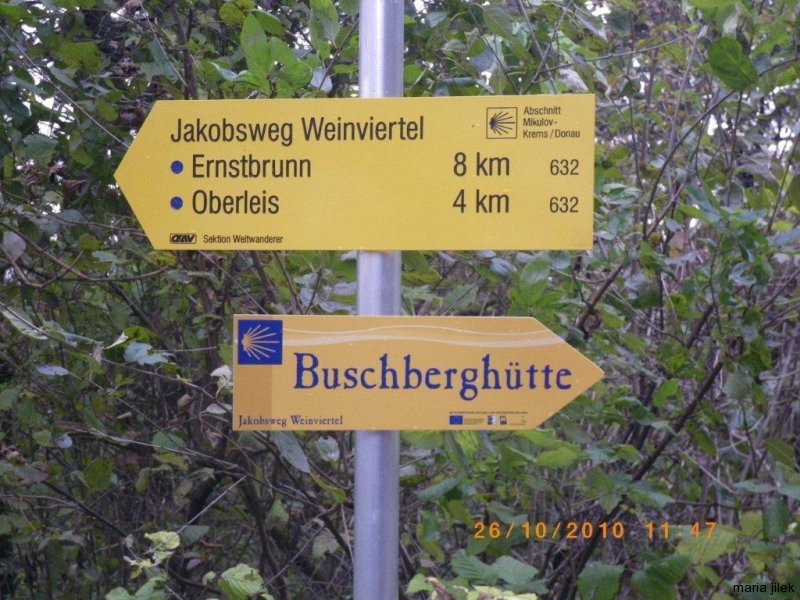 Jakobsweg Weinviertel
Abschnitt
Mikulov-
Krems/Donau
Ernstbrunn 8 km 632
Oberleis 4 km 632
OEAV Sektion Weitwanderer
Buschberghütte
Jakobsweg Weinviertel
26/10/2010 11:47
maria jilek